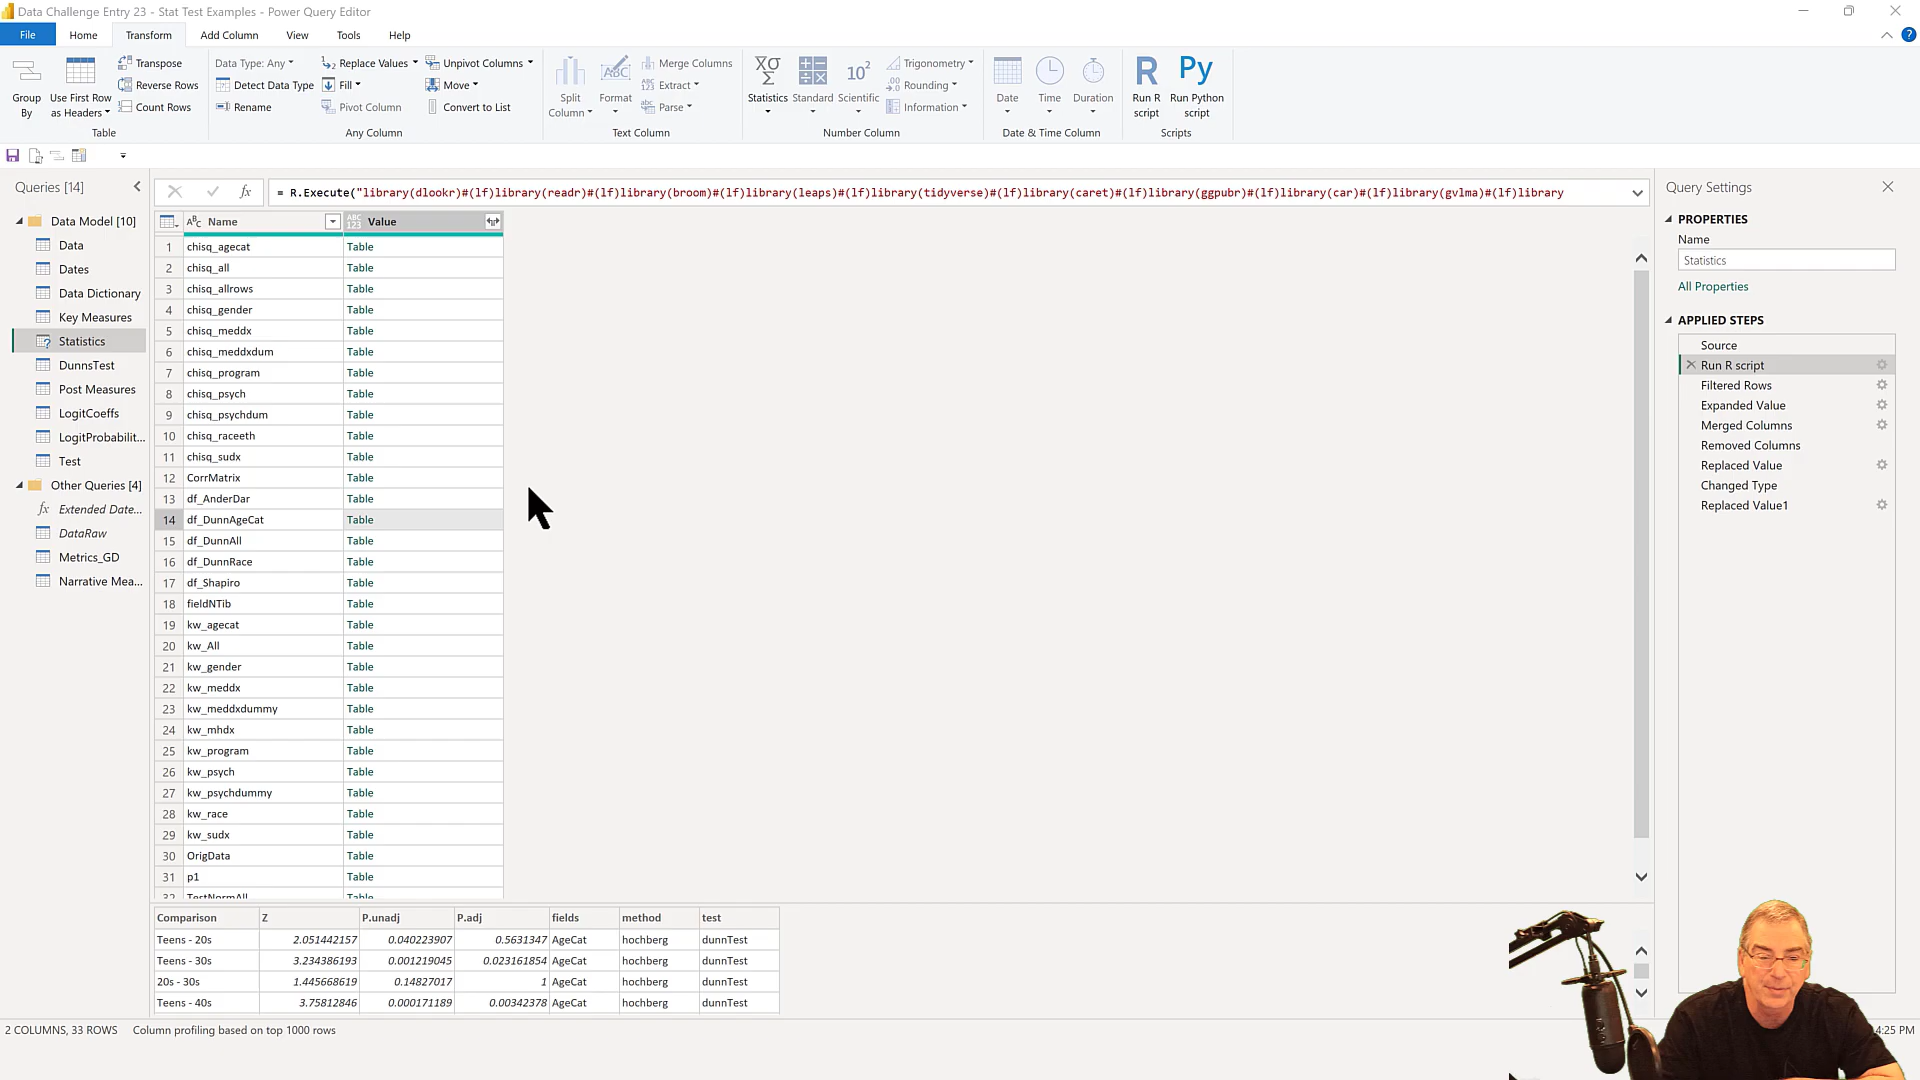 Data Challenge Entry 23 - Stat Test Examples - Power Query Editor
File Home Transform Add Column View Tools Help
Group By
Use First Row as Headers
Transpose
Reverse Rows
Count Rows
Table
Data Type: Any
Detect Data Type
Rename
Replace Values
Fill
Pivot Column
Unpivot Columns
Move
Convert to List
Any Column
Split Column
ABC
Format
Merge Columns
Extract
Parse
Text Column
Statistics
Standard
10² Scientific
Trigonometry
Rounding
Information
Number Column
Date
Time
Duration
Date & Time Column
R Run R script
Py Run Python script
Scripts
Queries [14]
fx = R.Execute("library(dlookr)#(lf)library(readr)#(lf)library(broom)#(lf)library(leaps)#(lf)library(tidyverse)#(lf)library(caret)#(lf)library(ggpubr)#(lf)library(car)#(lf)library(gvlma)#(lf)library
Data Model [10]
Data
Dates
Data Dictionary
Key Measures
Statistics
DunnsTest
Post Measures
LogitCoeffs
LogitProbabilit...
Test
Other Queries [4]
fx Extended Date...
DataRaw
Metrics_GD
Narrative Mea...
ABC Name ABC 123 Value
1 chisq_agecat Table
2 chisq_all Table
3 chisq_allrows Table
4 chisq_gender Table
5 chisq_meddx Table
6 chisq_meddxdum Table
7 chisq_program Table
8 chisq_psych Table
9 chisq_psychdum Table
10 chisq_raceeth Table
11 chisq_sudx Table
12 CorrMatrix Table
13 df_AnderDar Table
14 df_DunnAgeCat Table
15 df_DunnAll Table
16 df_DunnRace Table
17 df_Shapiro Table
18 fieldNTib Table
19 kw_agecat Table
20 kw_All Table
21 kw_gender Table
22 kw_meddx Table
23 kw_meddxdummy Table
24 kw_mhdx Table
25 kw_program Table
26 kw_psych Table
27 kw_psychdummy Table
28 kw_race Table
29 kw_sudx Table
30 OrigData Table
31 p1 Table
32 TestNormAll Table
Comparison Z P.unadj P.adj fields method test
Teens - 20s 2.051442157 0.040223907 0.5631347 AgeCat hochberg dunnTest
Teens - 30s 3.234386193 0.001219045 0.023161854 AgeCat hochberg dunnTest
20s - 30s 1.445668619 0.14827017 1 AgeCat hochberg dunnTest
Teens - 40s 3.75812846 0.000171189 0.00342378 AgeCat hochberg dunnTest
Query Settings
PROPERTIES
Name
Statistics
All Properties
APPLIED STEPS
Source
Run R script
Filtered Rows
Expanded Value
Merged Columns
Removed Columns
Replaced Value
Changed Type
Replaced Value1
2 COLUMNS, 33 ROWS Column profiling based on top 1000 rows
4:25 PM